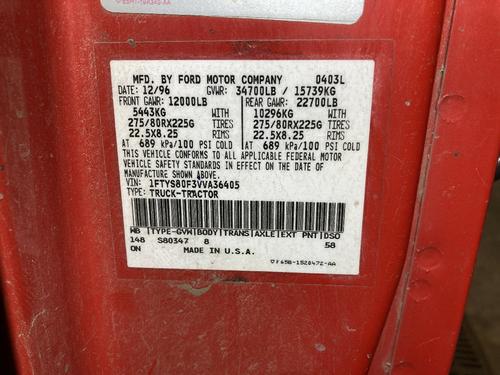 MFD. BY FORD MOTOR COMPANY 0403L
DATE: 12/96 GVWR: 34700LB / 15739KG
FRONT GAWR: 12000LB REAR GAWR: 22700LB
5443KG WITH 10296KG WITH
275/80RX225G TIRES 275/80RX225G TIRES
22.5X8.25 RIMS 22.5X8.25 RIMS
AT 689 kPa/100 PSI COLD AT 689 kPa/100 PSI COLD
THIS VEHICLE CONFORMS TO ALL APPLICABLE FEDERAL MOTOR
VEHICLE SAFETY STANDARDS IN EFFECT ON THE DATE OF
MANUFACTURE SHOWN ABOVE.
VIN: 1FTYS80F3VVA36405
TYPE: TRUCK-TRACTOR
WB TYPE-GVW BODY TRANS AXLE EXT PNT DSO
148 S80347 8 58
ON MADE IN U.S.A.
F65B-1520472-AA